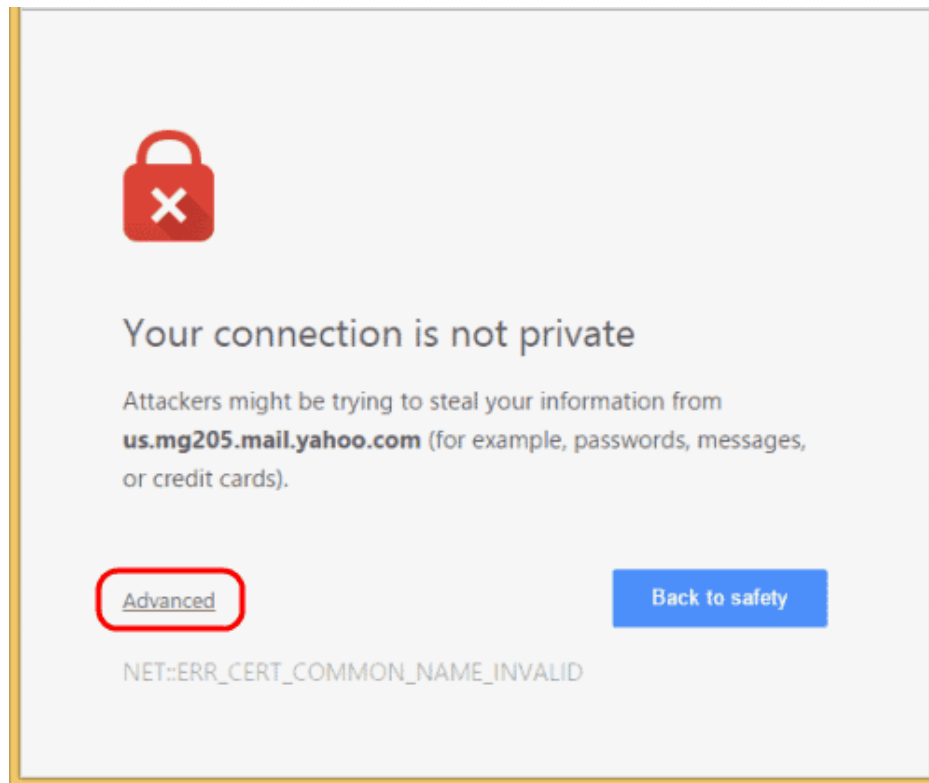 Your connection is not private
Attackers might be trying to steal your information from
us.mg205.mail.yahoo.com (for example, passwords, messages,
or credit cards).
Advanced
Back to safety
NET::ERR_CERT_COMMON_NAME_INVALID